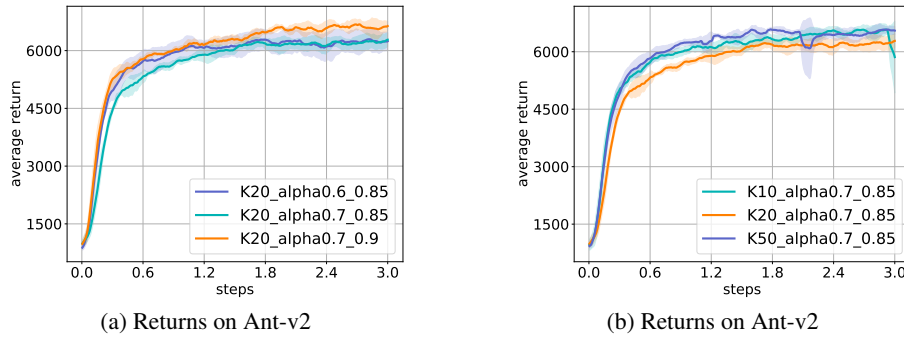 6000
4500
3000
1500
average return
K20_alpha0.6_0.85
K20_alpha0.7_0.85
K20_alpha0.7_0.9
0.0 0.6 1.2 1.8 2.4 3.0
steps
(a) Returns on Ant-v2
6000
4500
3000
1500
average return
K10_alpha0.7_0.85
K20_alpha0.7_0.85
K50_alpha0.7_0.85
0.0 0.6 1.2 1.8 2.4 3.0
steps
(b) Returns on Ant-v2